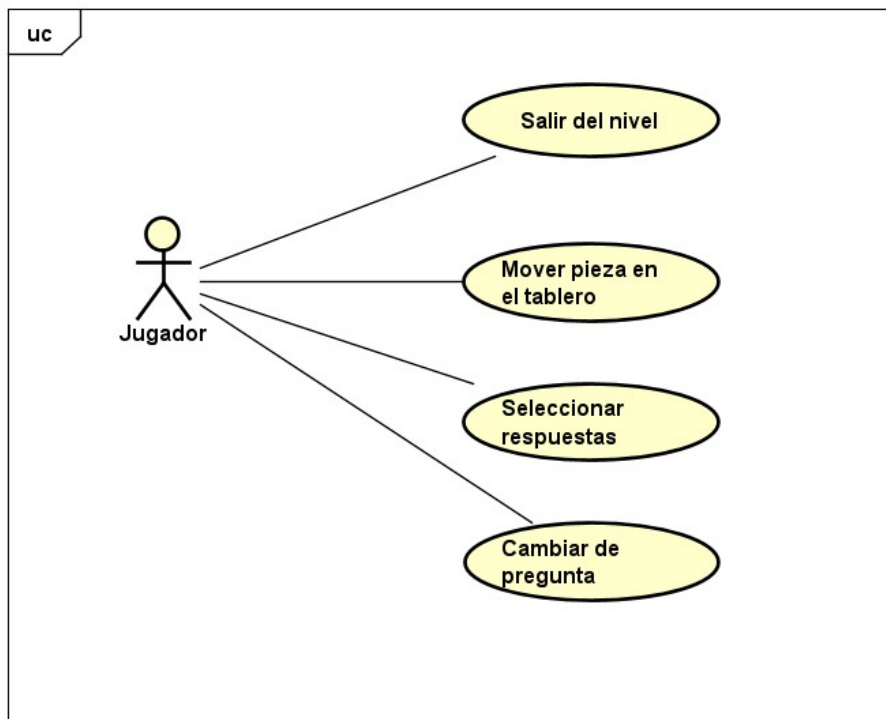 uc
Salir del nivel
Mover pieza en
el tablero
Jugador
Seleccionar
respuestas
Cambiar de
pregunta